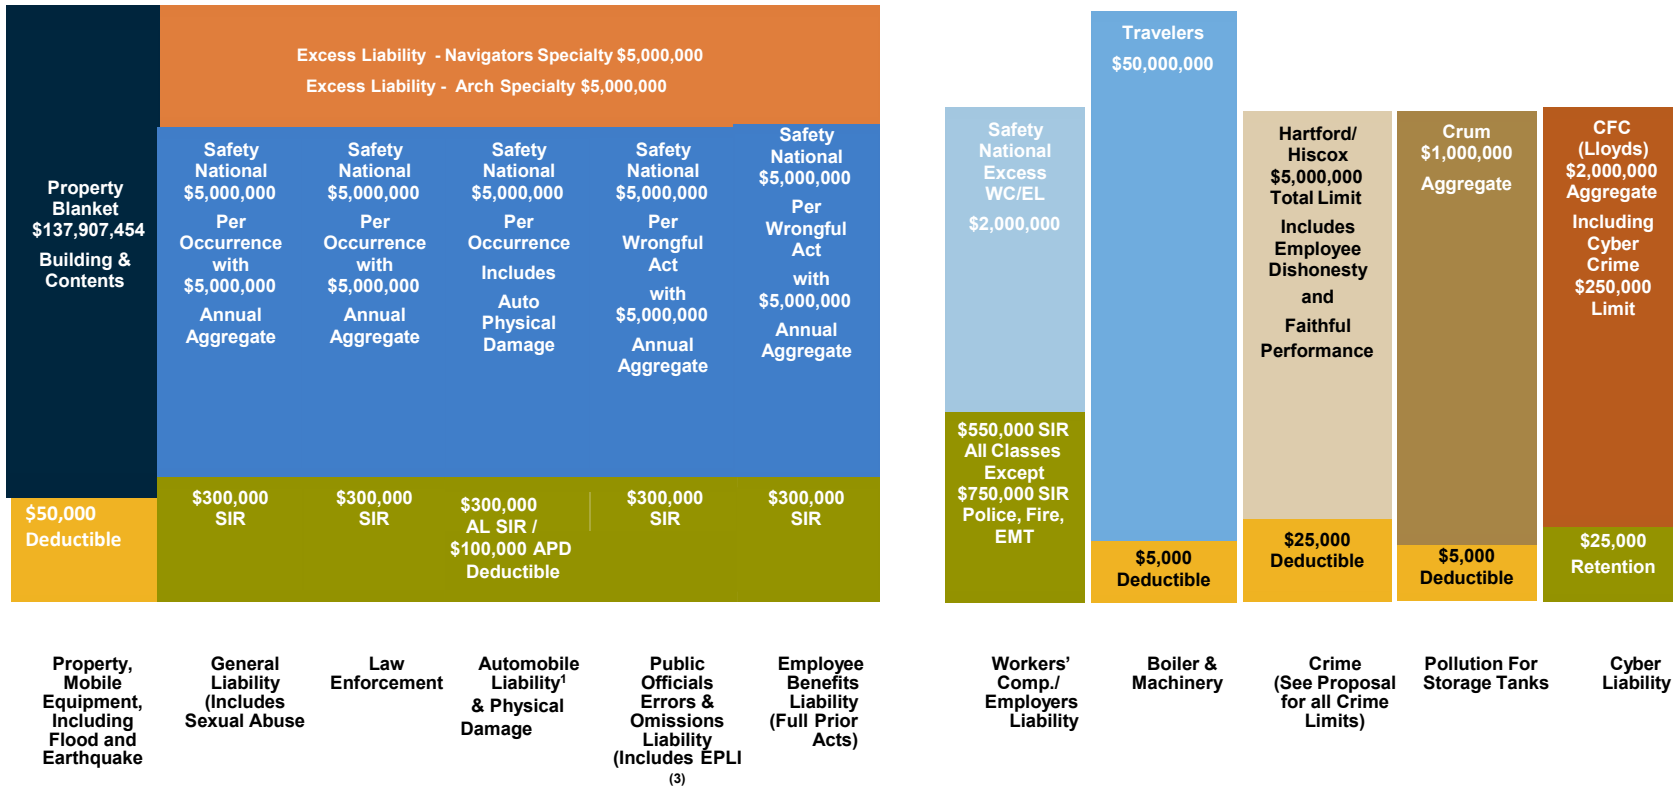 Excess Liability - Navigators Specialty $5,000,000
Excess Liability - Arch Specialty $5,000,000
Property
Blanket
$137,907,454
Building &
Contents
$50,000
Deductible
Safety
National
$5,000,000
Per
Occurrence
with
$5,000,000
Annual
Aggregate
$300,000
SIR
Safety
National
$5,000,000
Per
Occurrence
with
$5,000,000
Annual
Aggregate
$300,000
SIR
Safety
National
$5,000,000
Per
Occurrence
Includes
Auto
Physical
Damage
$300,000
AL SIR /
$100,000 APD
Deductible
Safety
National
$5,000,000
Per
Wrongful
Act
with
$5,000,000
Annual
Aggregate
$300,000
SIR
Safety
National
$5,000,000
Per
Wrongful
Act
with
$5,000,000
Annual
Aggregate
$300,000
SIR
Safety
National
Excess
WC/EL
$2,000,000
$550,000 SIR
All Classes
Except
$750,000 SIR
Police, Fire,
EMT
Travelers
$50,000,000
$5,000
Deductible
Hartford/
Hiscox
$5,000,000
Total Limit
Includes
Employee
Dishonesty
and
Faithful
Performance
$25,000
Deductible
Crum
$1,000,000
Aggregate
$5,000
Deductible
CFC
(Lloyds)
$2,000,000
Aggregate
Including
Cyber
Crime
$250,000
Limit
$25,000
Retention
Property,
Mobile
Equipment,
Including
Flood and
Earthquake
General
Liability
(Includes
Sexual Abuse
Law
Enforcement
Automobile
Liability¹
& Physical
Damage
Public
Officials
Errors &
Omissions
Liability
(Includes EPLI
(3)
Employee
Benefits
Liability
(Full Prior
Acts)
Workers’
Comp./
Employers
Liability
Boiler &
Machinery
Crime
(See Proposal
for all Crime
Limits)
Pollution For
Storage Tanks
Cyber
Liability